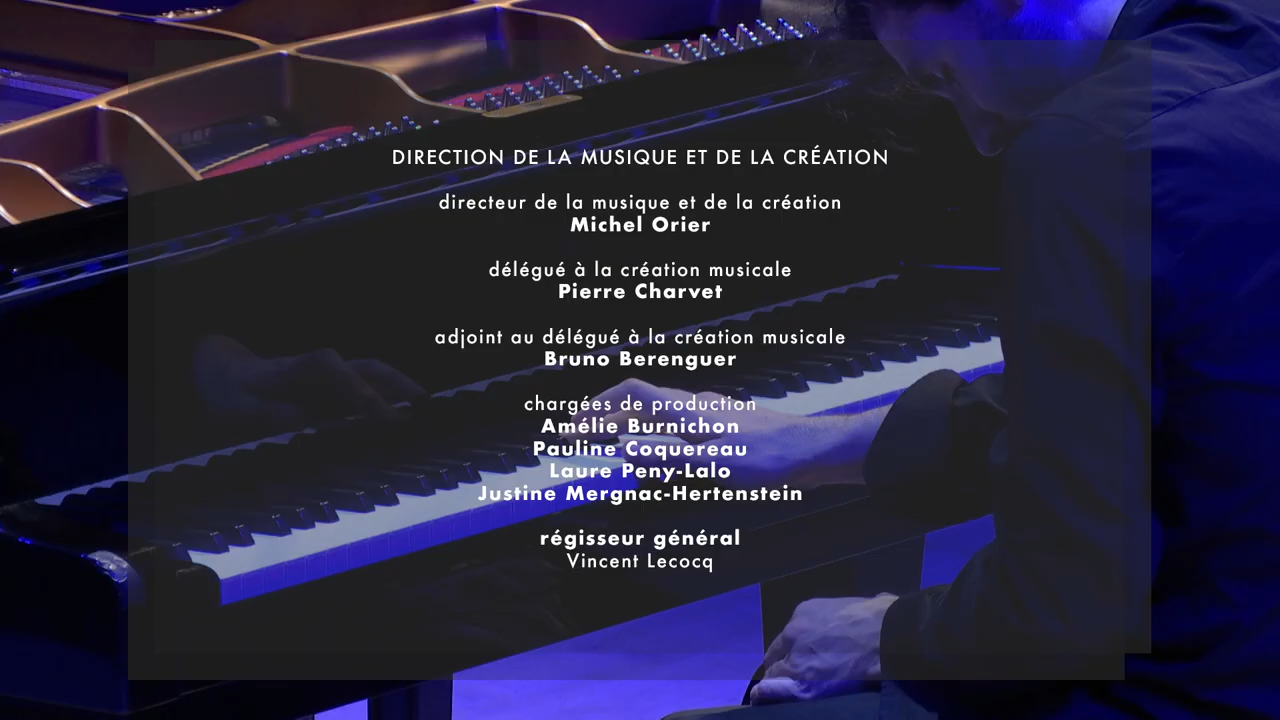 DIRECTION DE LA MUSIQUE ET DE LA CRÉATION
directeur de la musique et de la création
Michel Orier
délégué à la création musicale
Pierre Charvet
adjoint au délégué à la création musicale
Bruno Berenguer
chargées de production
Amélie Burnichon
Pauline Coquereau
Laure Peny-Lalo
Justine Mergnac-Hertenstein
régisseur général
Vincent Lecocq